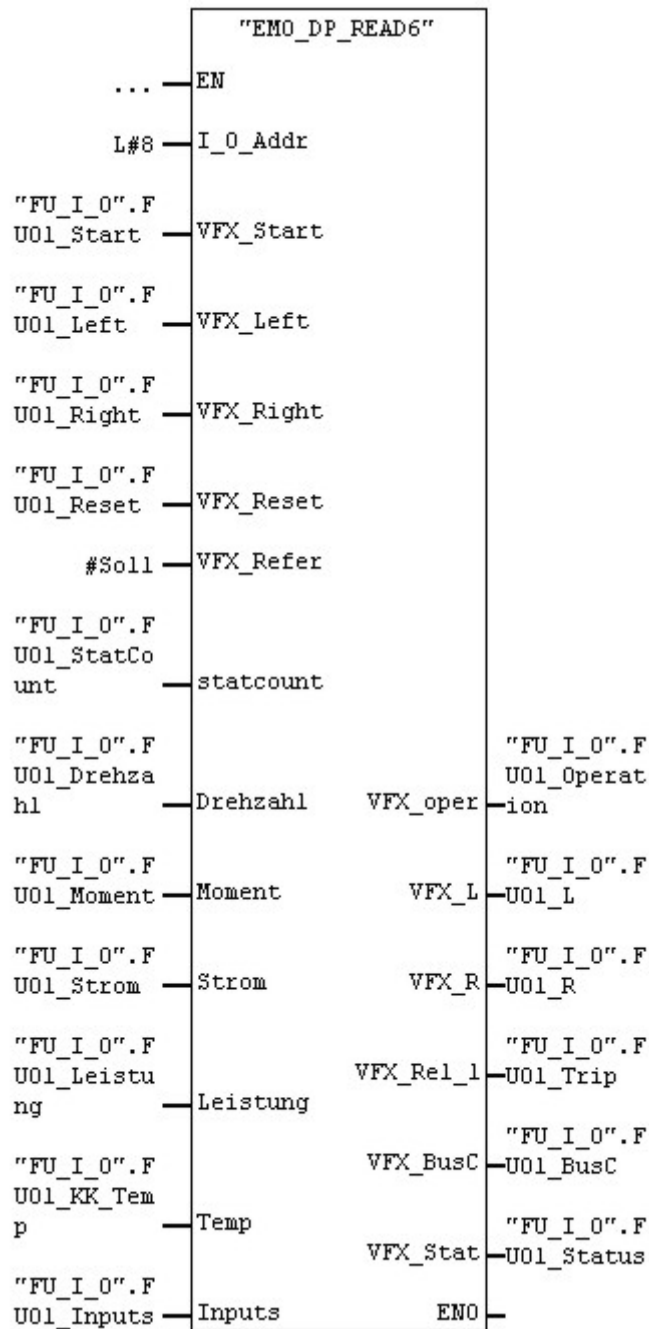 "EMO_DP_READ6"
... EN
L#8 I_O_Addr
"FU_I_O".F
U01_Start VFX_Start
"FU_I_O".F
U01_Left VFX_Left
"FU_I_O".F
U01_Right VFX_Right
"FU_I_O".F
U01_Reset VFX_Reset
#Soll VFX_Refer
"FU_I_O".F
U01_StatCo
unt statcount
"FU_I_O".F "FU_I_O".F
U01_Drehza U01_Operat
hl Drehzahl VFX_oper ion
"FU_I_O".F "FU_I_O".F
U01_Moment Moment VFX_L U01_L
"FU_I_O".F "FU_I_O".F
U01_Strom Strom VFX_R U01_R
"FU_I_O".F "FU_I_O".F
U01_Leistu VFX_Rel_1 U01_Trip
ng Leistung
"FU_I_O".F
"FU_I_O".F VFX_BusC U01_BusC
U01_KK_Tem
p Temp "FU_I_O".F
VFX_Stat U01_Status
"FU_I_O".F
U01_Inputs Inputs ENO